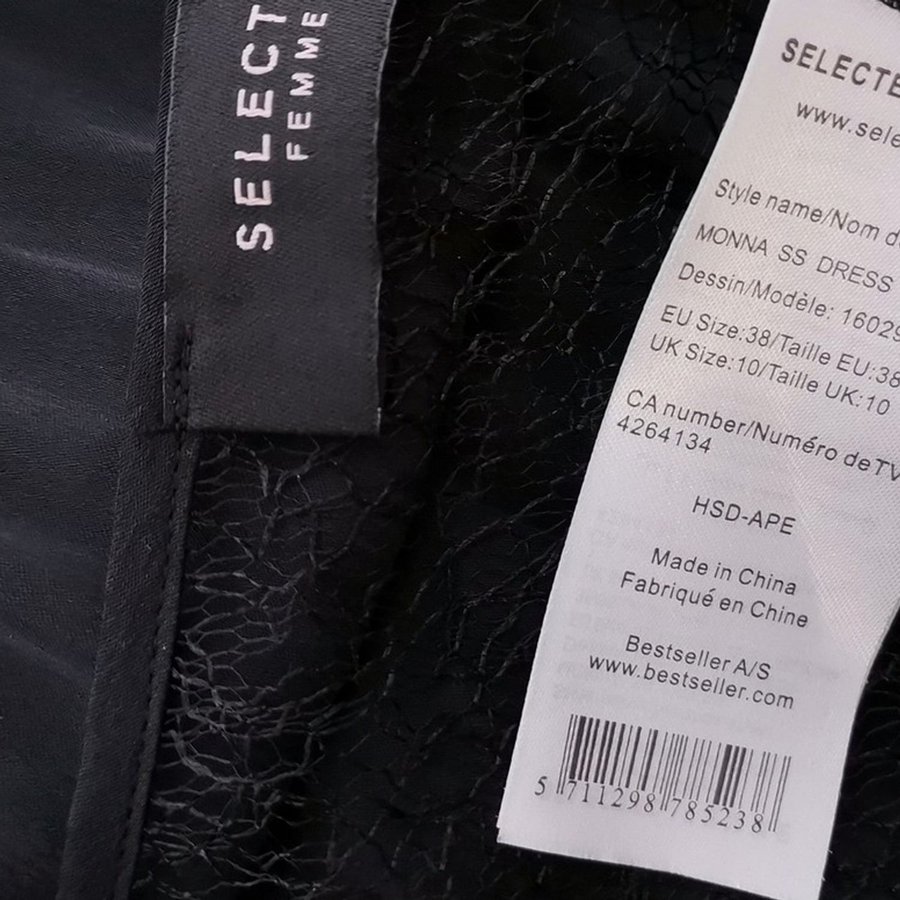 SELECT
FEMME
SELECTE
www.sele
Style name/Nom d
MONNA SS DRESS
Dessin/Modèle: 16029
EU Size:38/Taille EU:38
UK Size:10/Taille UK:10
CA number/Numéro de TV
4264134
HSD-APE
Made in China
Fabriqué en Chine
Bestseller A/S
www.bestseller.com
5 711298 785238